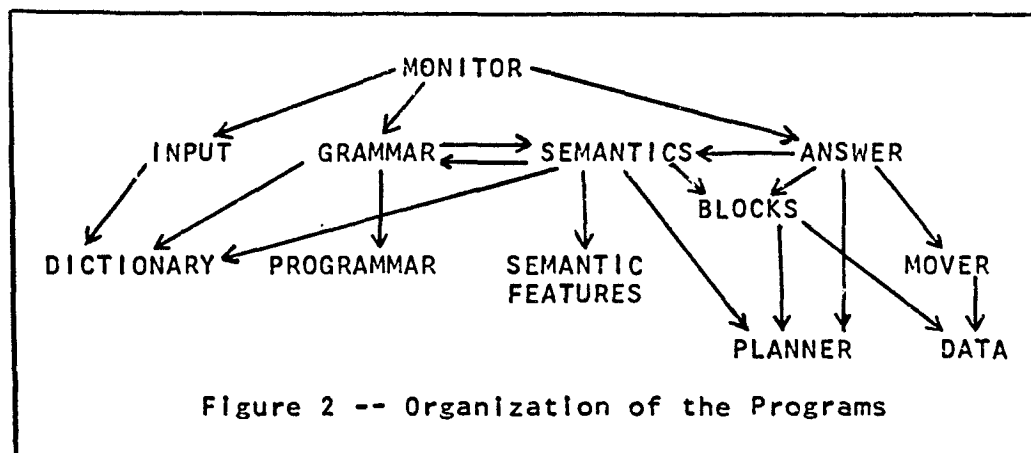 MONITOR
INPUT GRAMMAR SEMANTICS ANSWER
BLOCKS
DICTIONARY PROGRAMMAR SEMANTIC MOVER
FEATURES
PLANNER DATA
Figure 2 -- Organization of the Programs